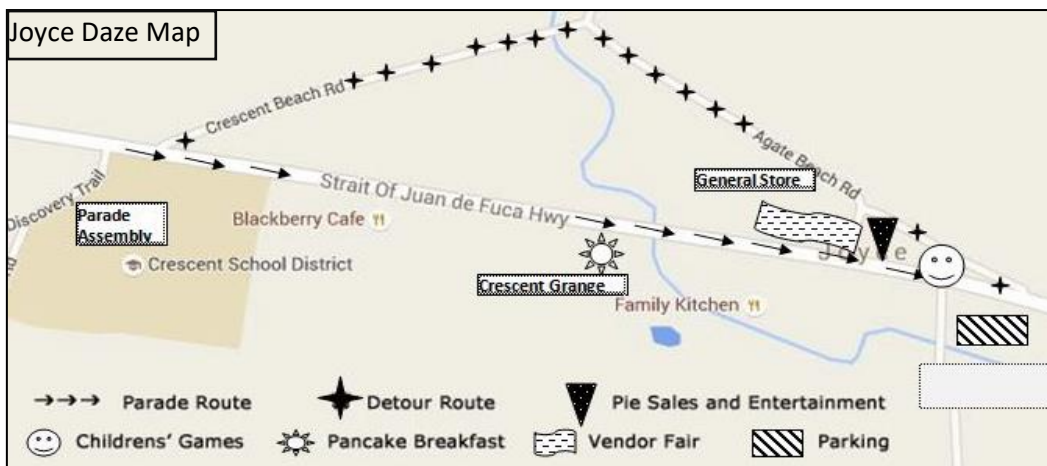 Joyce Daze Map
Crescent Beach Rd
Agate Beach Rd
General Store
Strait Of Juan de Fuca Hwy
Discovery Trail
Parade
Assembly
Blackberry Cafe
Joyce
Crescent School District
Crescent Grange
Family Kitchen
Parade Route
Detour Route
Pie Sales and Entertainment
Childrens' Games
Pancake Breakfast
Vendor Fair
Parking